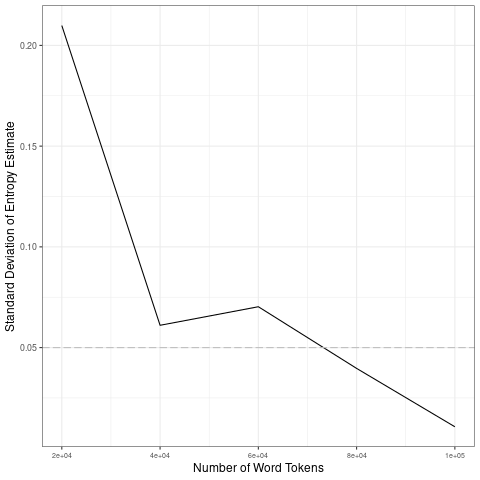 Standard Deviation of Entropy Estimate
0.20
0.15
0.10
0.05
2e+04 4e+04 6e+04 8e+04 1e+05
Number of Word Tokens